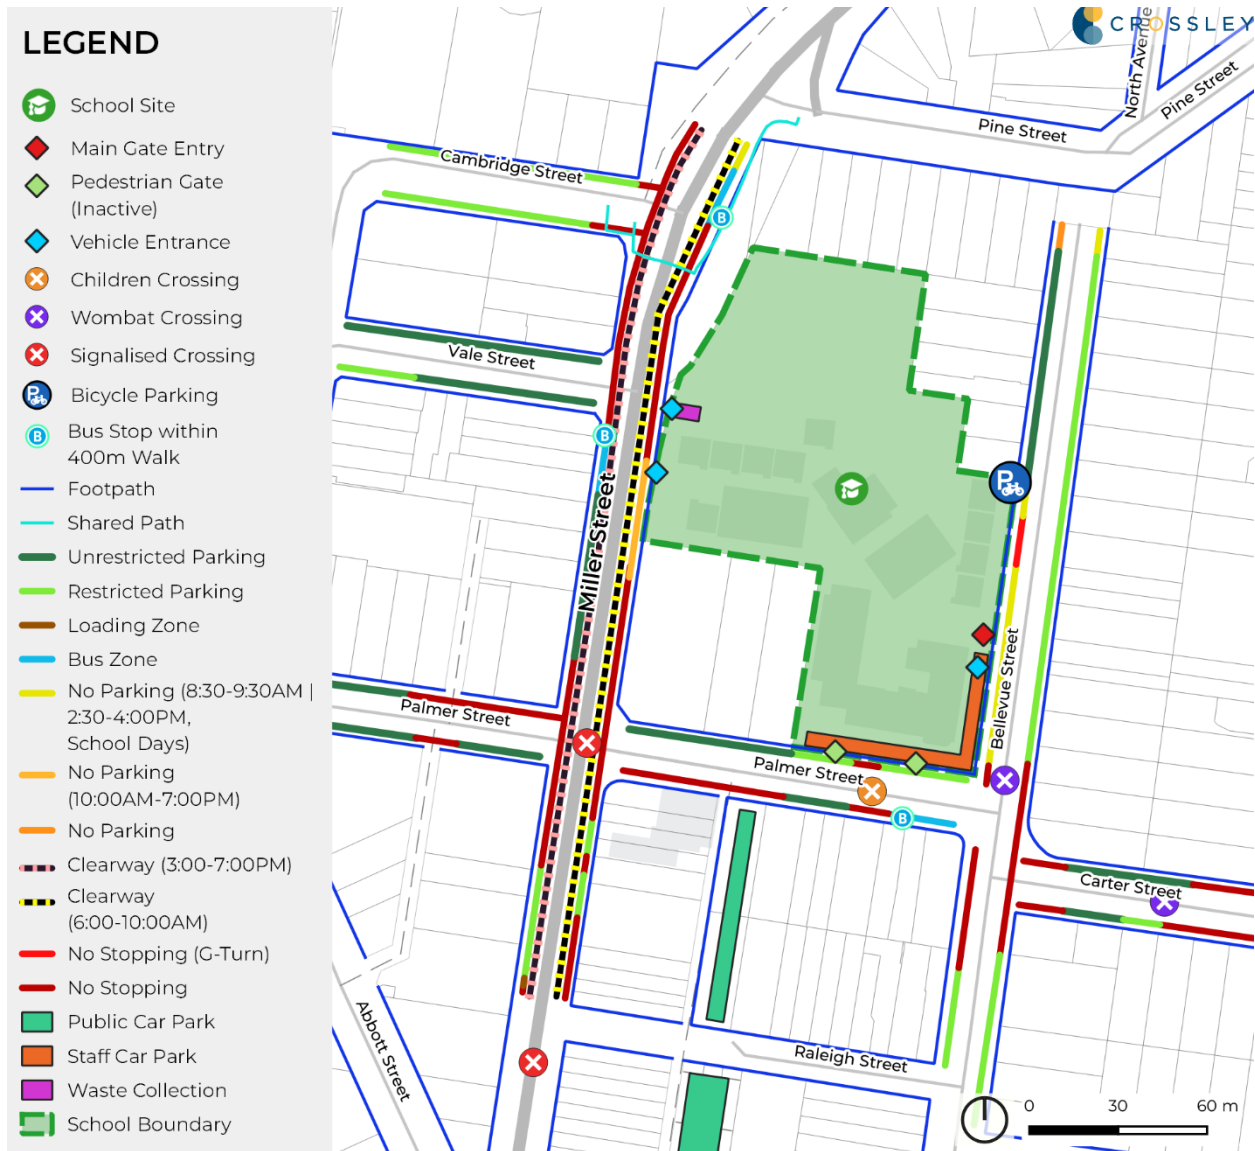 LEGEND
School Site
Main Gate Entry
Pedestrian Gate
(Inactive)
Vehicle Entrance
Children Crossing
Wombat Crossing
Signalised Crossing
P
Bicycle Parking
B
Bus Stop within
400m Walk
Footpath
Shared Path
Unrestricted Parking
Restricted Parking
Loading Zone
Bus Zone
No Parking (8:30-9:30AM |
2:30-4:00PM,
School Days)
No Parking
(10:00AM-7:00PM)
No Parking
Clearway (3:00-7:00PM)
Clearway
(6:00-10:00AM)
No Stopping (G-Turn)
No Stopping
Public Car Park
Staff Car Park
Waste Collection
School Boundary
CROSSLEY
North Avenue
Pine Street
Pine Street
Cambridge Street
B
Vale Street
B
Miller Street
P
Bellevue Street
Palmer Street
Palmer Street
B
Carter Street
Abbott Street
Raleigh Street
0 30 60 m